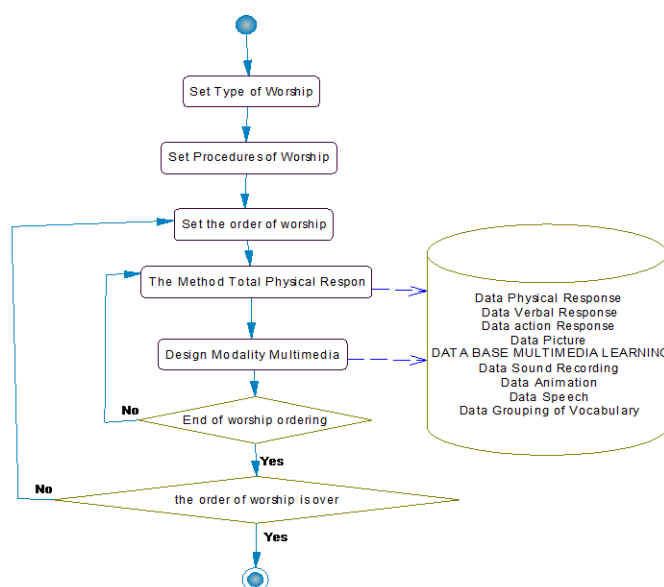 Set Type of Worship
Set Procedures of Worship
Set the order of worship
The Method Total Physical Respon
Design Modality Multimedia
No
End of worship ordering
Yes
No
the order of worship is over
Yes
Data Physical Response
Data Verbal Response
Data action Response
Data Picture
DATA BASE MULTIMEDIA LEARNING
Data Sound Recording
Data Animation
Data Speech
Data Grouping of Vocabulary